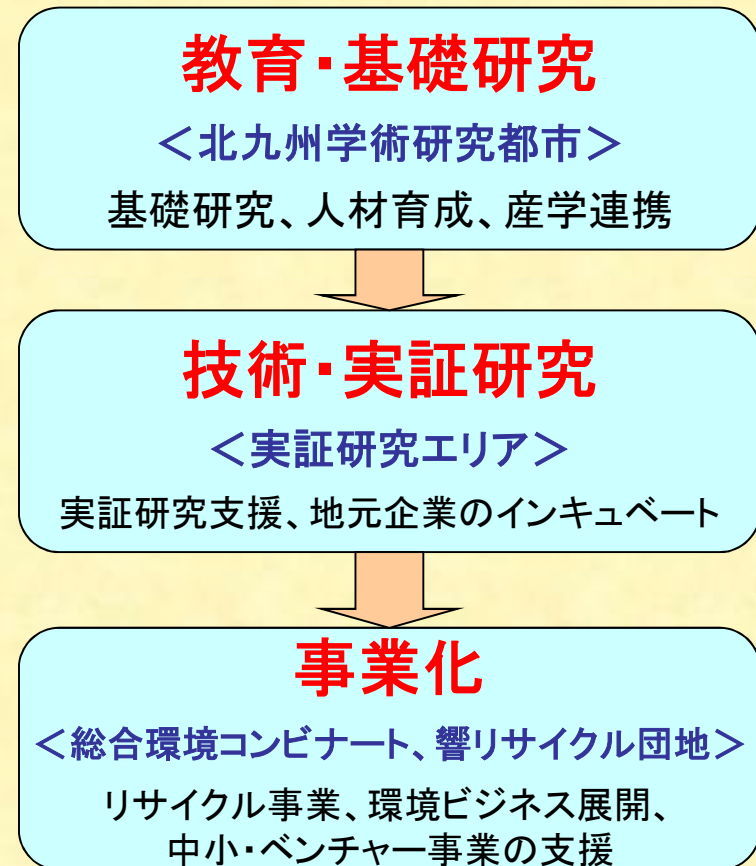 教育・基礎研究
＜北九州学術研究都市＞
基礎研究、人材育成、産学連携
技術・実証研究
＜実証研究エリア＞
実証研究支援、地元企業のインキュベート
事業化
＜総合環境コンビナート、響リサイクル団地＞
リサイクル事業、環境ビジネス展開、
中小・ベンチャー事業の支援